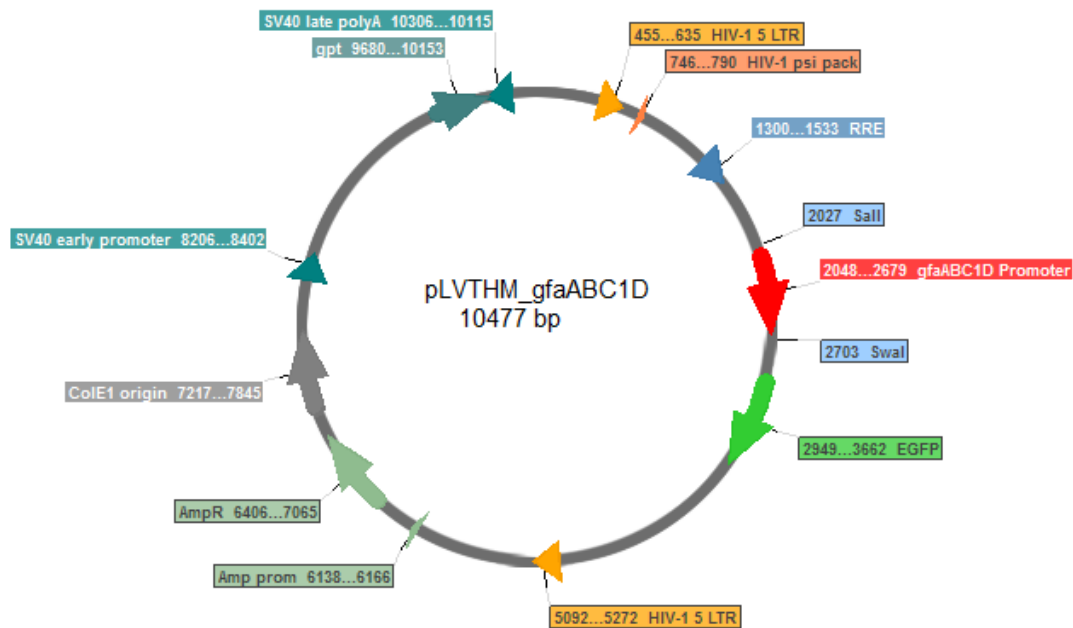 SV40 late polyA 10306...10115
gpt 9680...10153
455...635 HIV-1 5 LTR
746...790 HIV-1 psi pack
1300...1533 RRE
2027 SalI
SV40 early promoter 8206...8402
2048...2679 gfaABC1D Promoter
pLVTHM_gfaABC1D
10477 bp
2703 SwaI
ColE1 origin 7217...7845
2949...3662 EGFP
AmpR 6406...7065
Amp prom 6138...6166
5092...5272 HIV-1 5 LTR